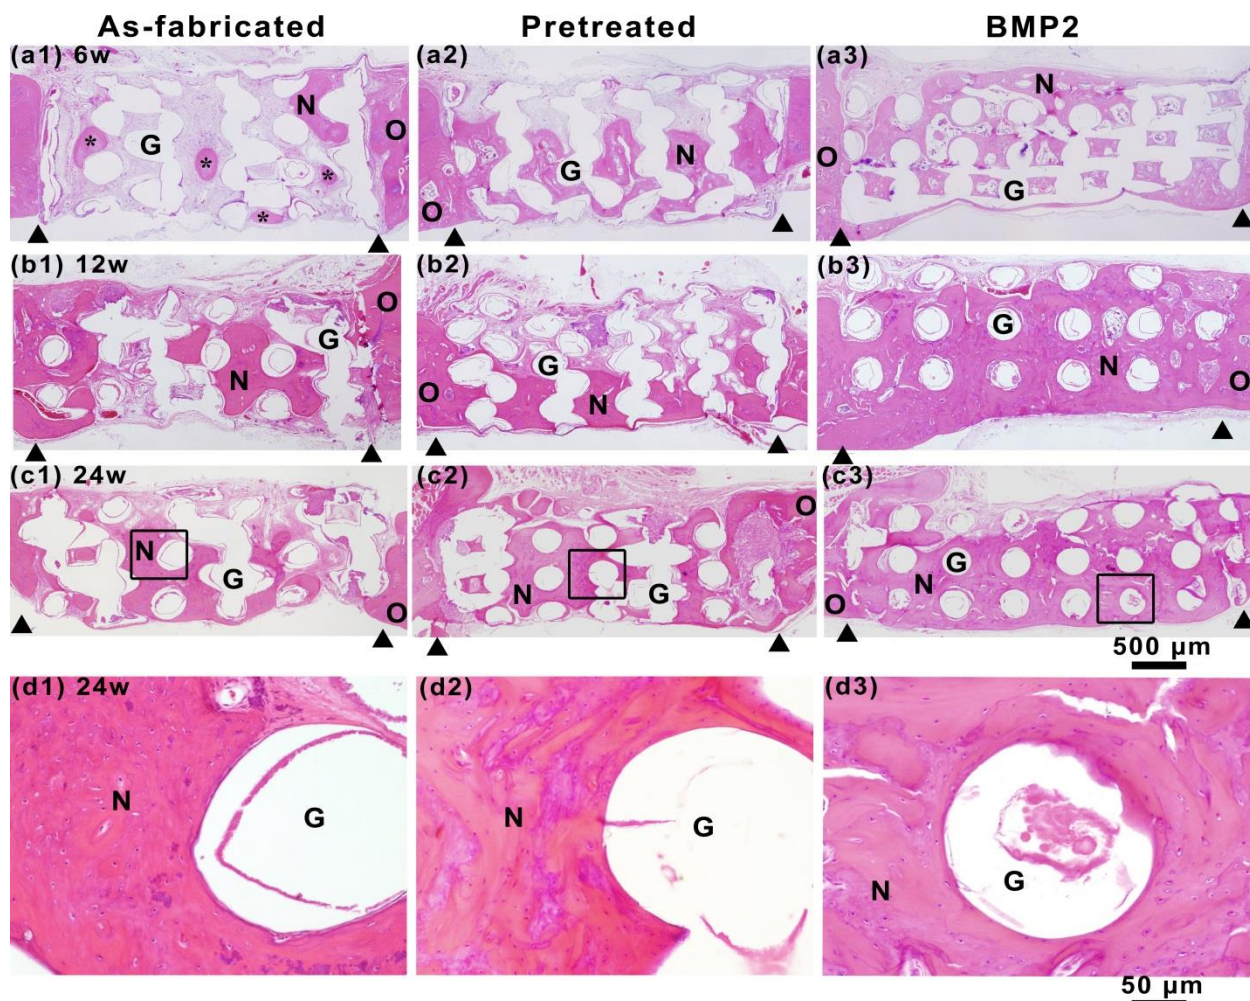 As-fabricated Pretreated BMP2
(a1) 6w (a2) (a3)
N N
* G * * N O
G G
* O O
(b1) 12w (b2) (b3)
O
G G G
N O N N O
(c1) 24w (c2) (c3)
O
N G
G N G N
O O
500 µm
(d1) 24w (d2) (d3)
N G N G
G
N
50 µm